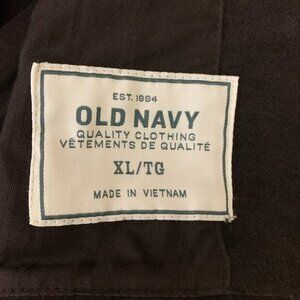 EST. 1994
OLD NAVY
QUALITY CLOTHING
VÊTEMENTS DE QUALITÉ
XL/TG
MADE IN VIETNAM